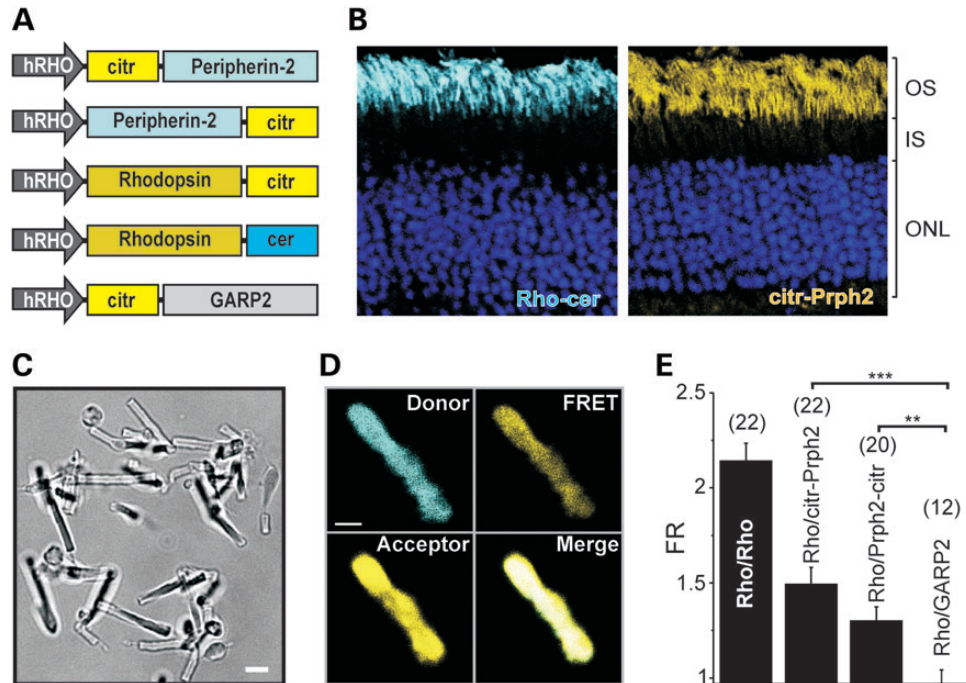 A
hRHO citr Peripherin-2
hRHO Peripherin-2 citr
hRHO Rhodopsin citr
hRHO Rhodopsin cer
hRHO citr GARP2
B
Rho-cer
citr-Prph2
OS
IS
ONL
C
D
Donor
FRET
Acceptor
Merge
E
***
**
(22)
(22)
(20)
(12)
2.5
2
1.5
1
FR
Rho/Rho
Rho/citr-Prph2
Rho/Prph2-citr
Rho/GARP2